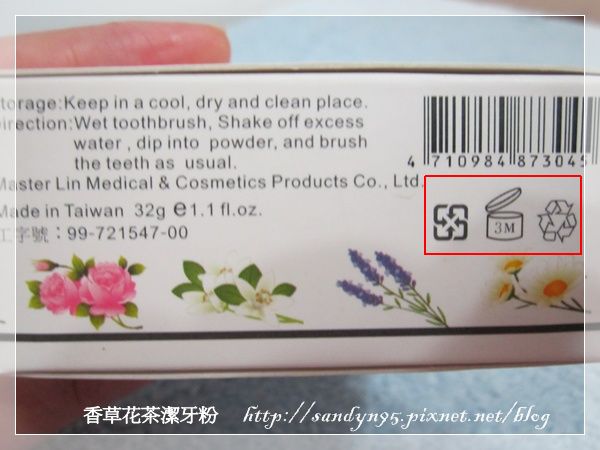 torage:Keep in a cool, dry and clean place.
irection:Wet toothbrush, Shake off excess
water , dip into powder, and brush
the teeth as usual.
Master Lin Medical & Cosmetics Products Co., Ltd.
Made in Taiwan 32g ℮1.1 fl.oz.
工字號：99-721547-00
4 710984 873045
3M
香草花茶潔牙粉 http://sandyn95.pixnet.net/blog